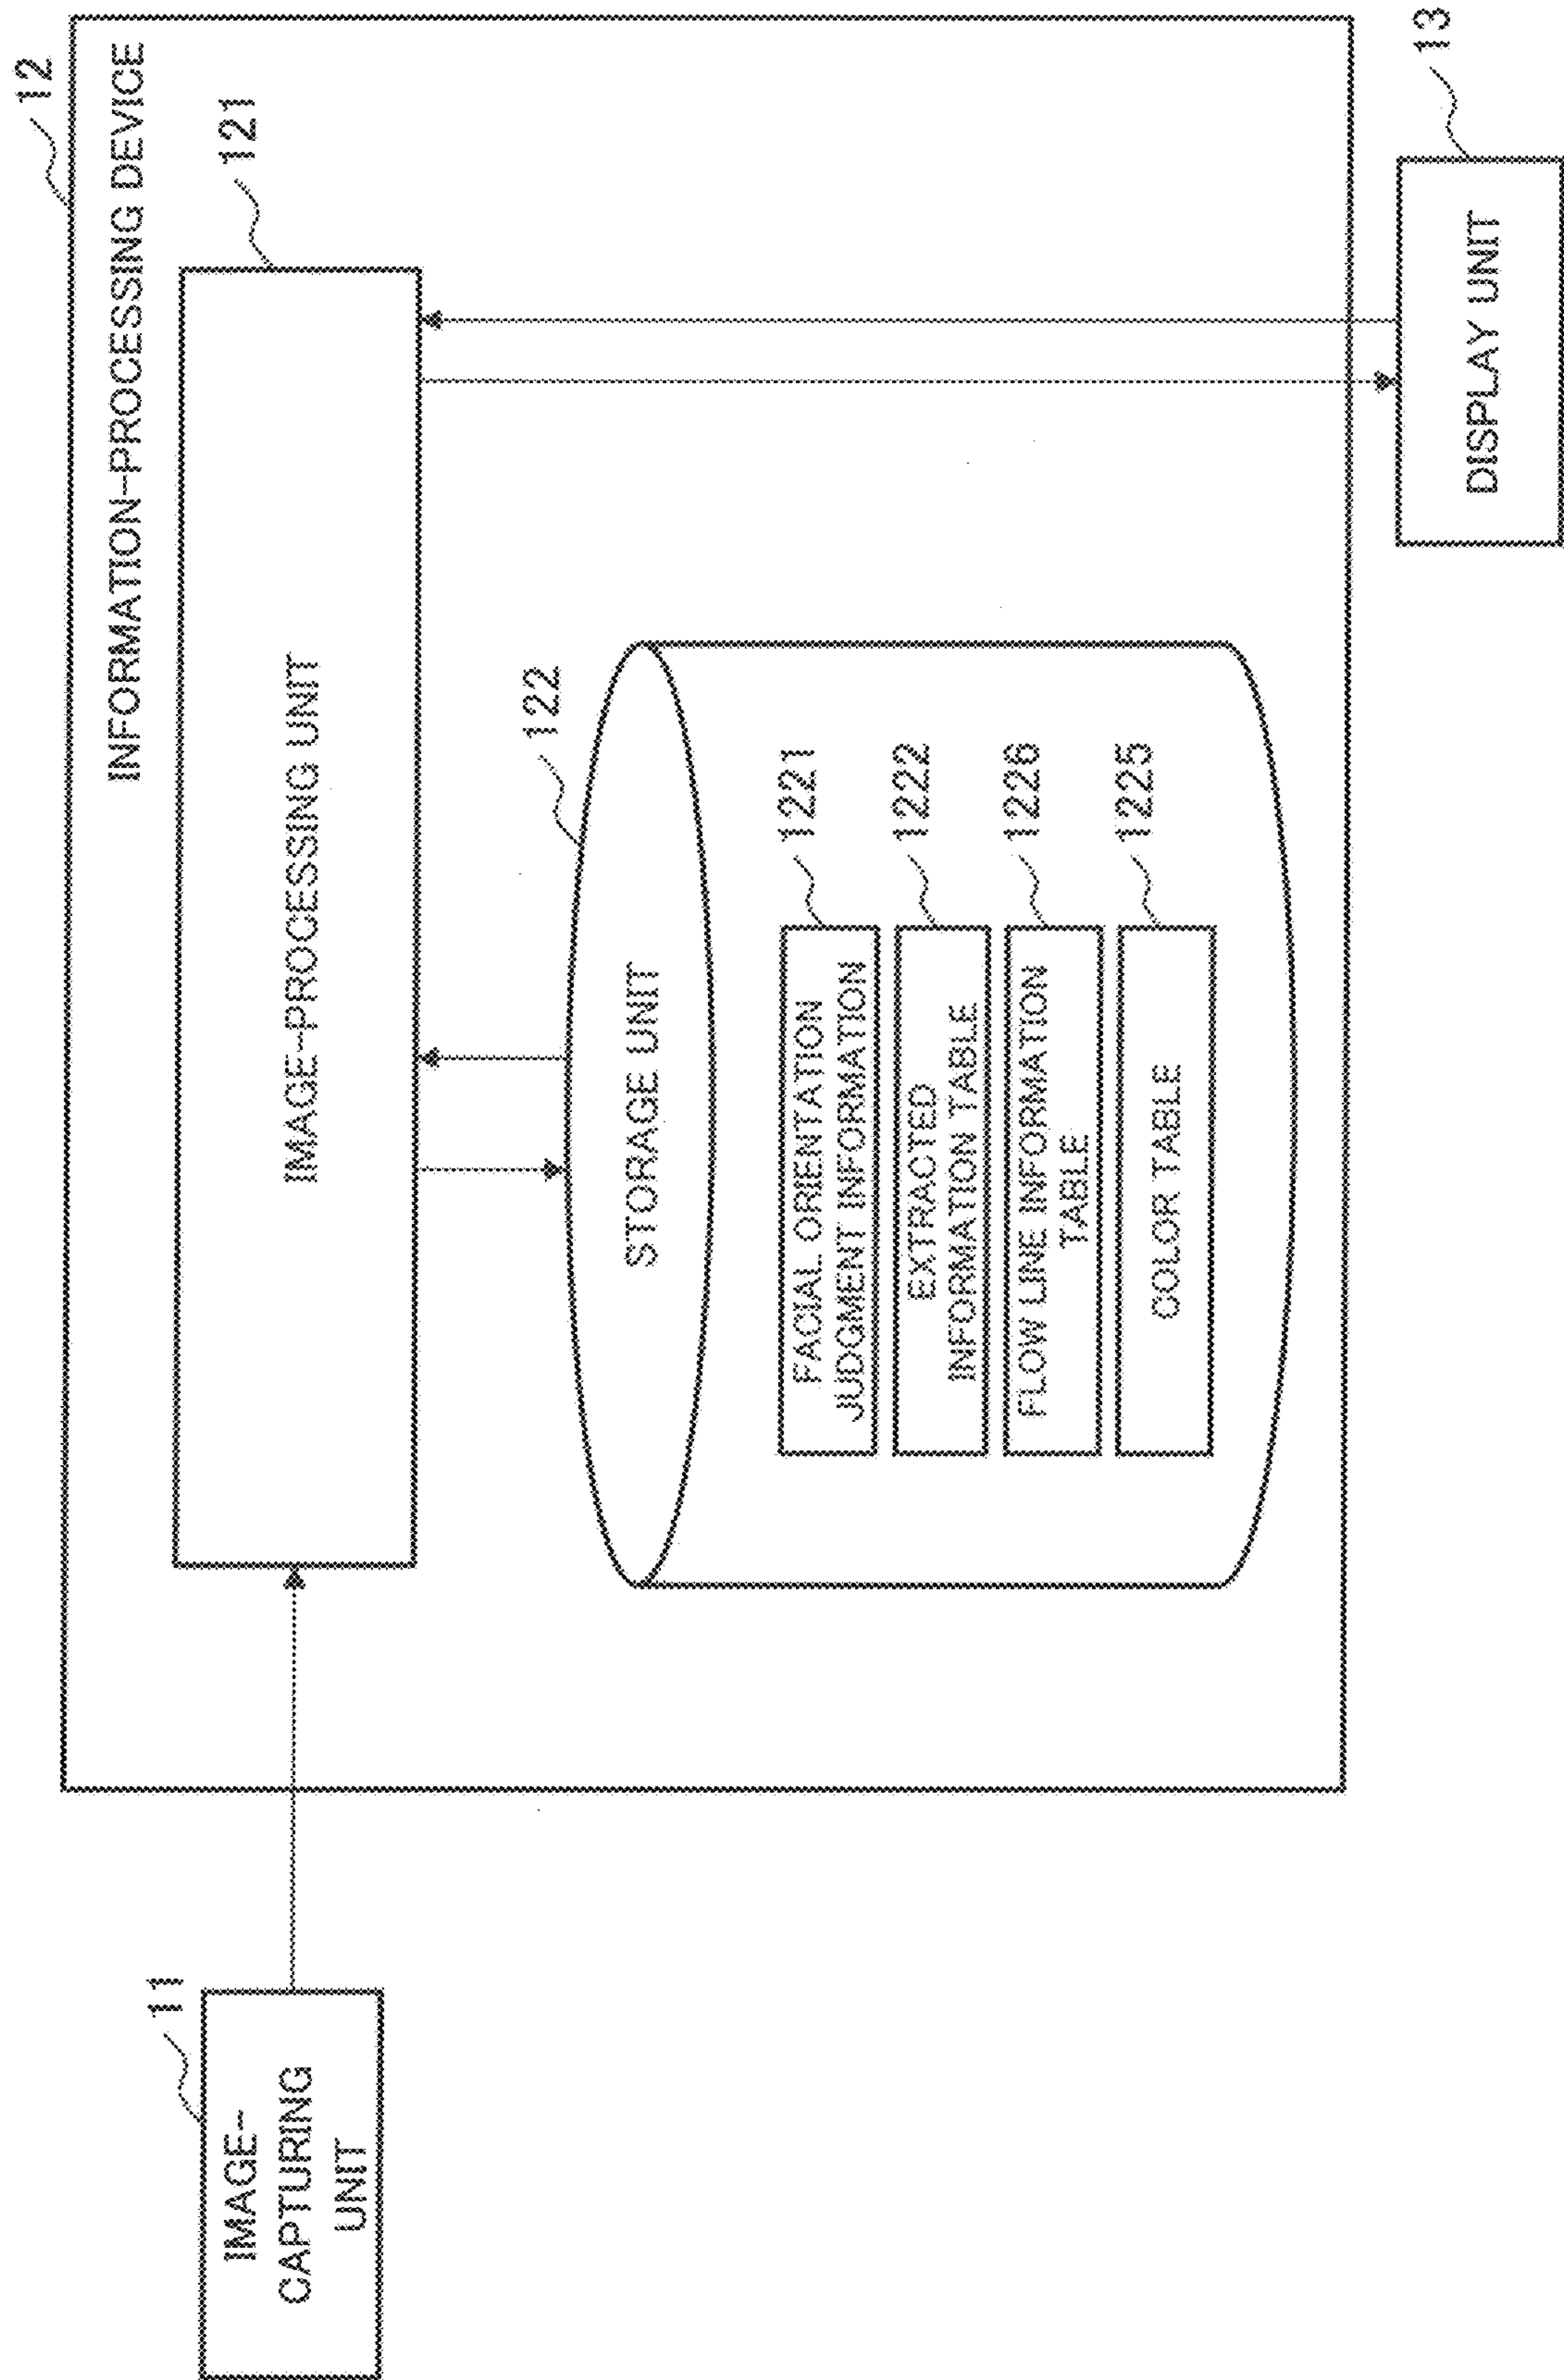 12
INFORMATION-PROCESSING DEVICE
121
IMAGE-PROCESSING UNIT
11
IMAGE-
CAPTURING
UNIT
122
STORAGE UNIT
FACIAL ORIENTATION
JUDGMENT INFORMATION
1221
EXTRACTED
INFORMATION TABLE
1222
FLOW LINE INFORMATION
TABLE
1226
COLOR TABLE
1225
13
DISPLAY UNIT